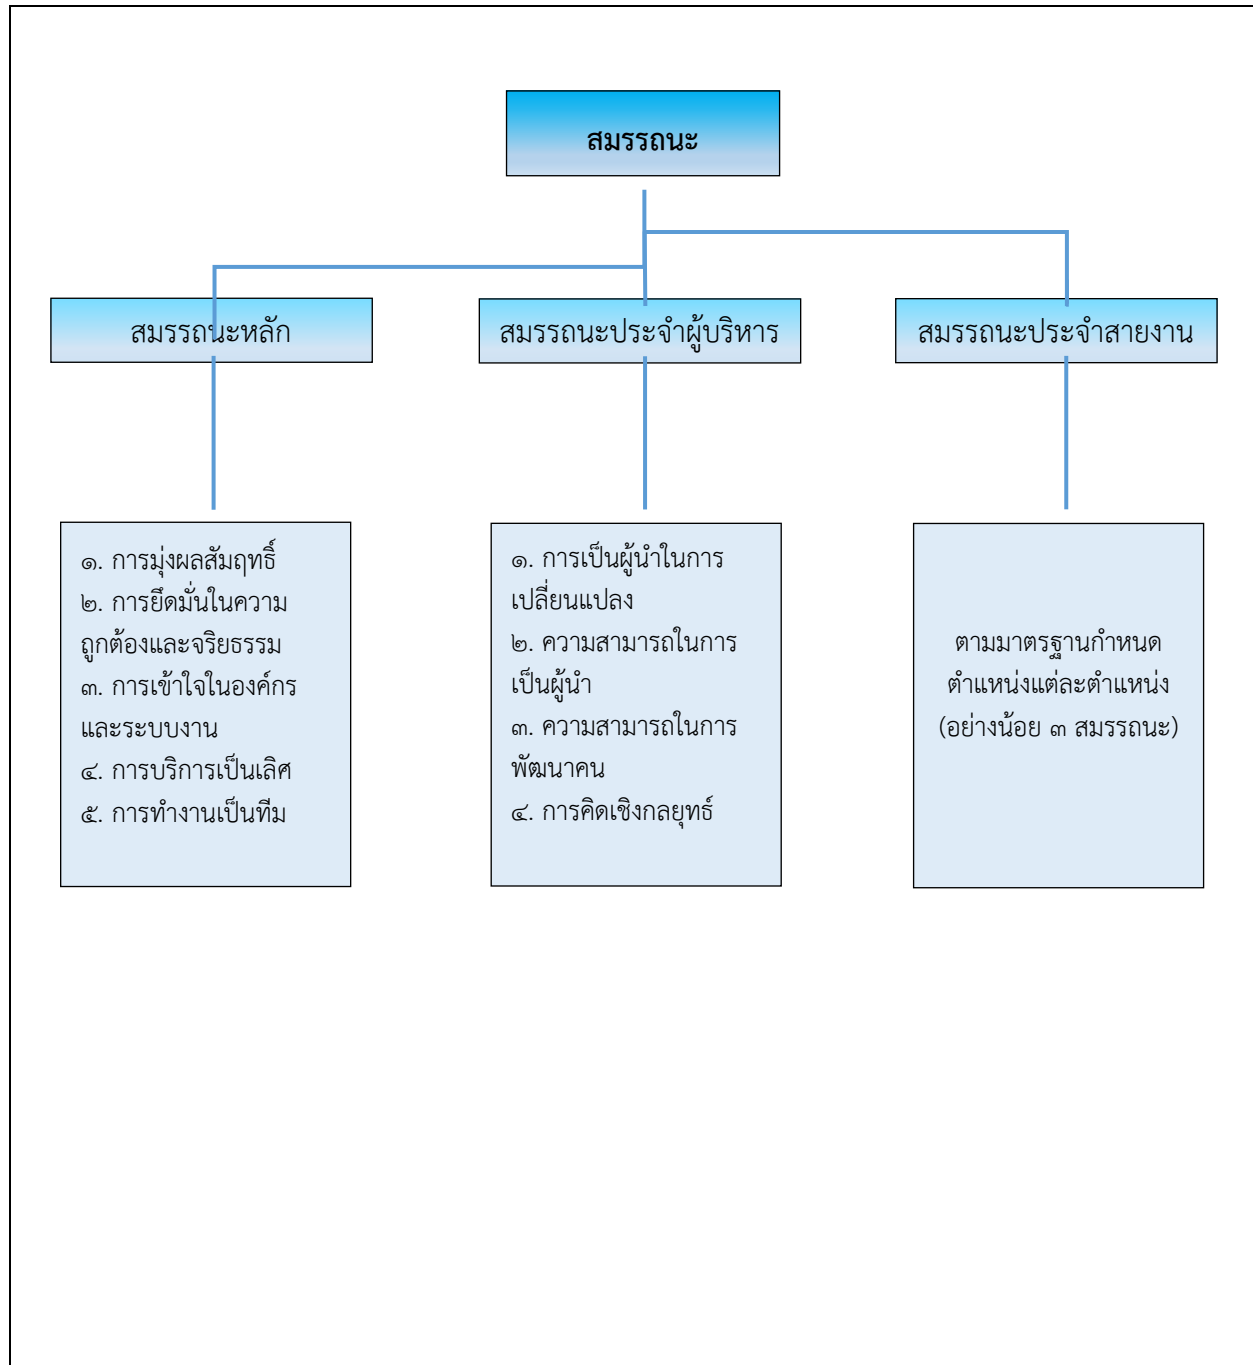 สมรรถนะ
สมรรถนะหลัก
สมรรถนะประจำผู้บริหาร
สมรรถนะประจำสายงาน
๑. การมุ่งผลสัมฤทธิ์
๒. การยึดมั่นในความ
ถูกต้องและจริยธรรม
๓. การเข้าใจในองค์กร
และระบบงาน
๔. การบริการเป็นเลิศ
๕. การทำงานเป็นทีม
๑. การเป็นผู้นำในการ
เปลี่ยนแปลง
๒. ความสามารถในการ
เป็นผู้นำ
๓. ความสามารถในการ
พัฒนาคน
๔. การคิดเชิงกลยุทธ์
ตามมาตรฐานกำหนด
ตำแหน่งแต่ละตำแหน่ง
(อย่างน้อย ๓ สมรรถนะ)